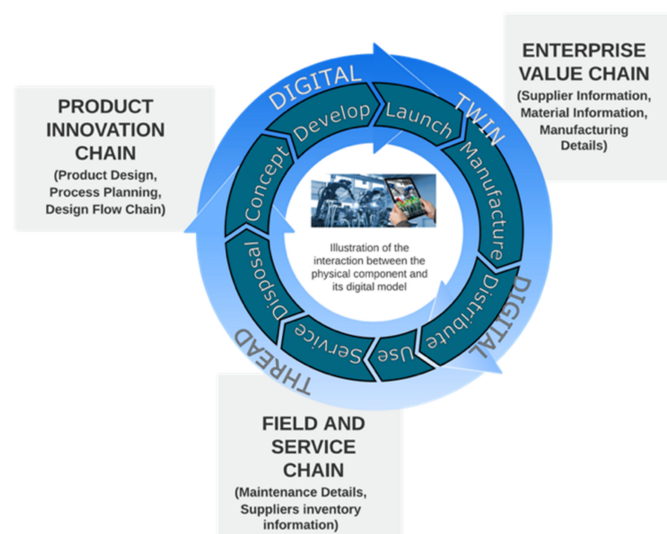 PRODUCT
INNOVATION
CHAIN
(Product Design,
Process Planning,
Design Flow Chain)
ENTERPRISE
VALUE CHAIN
(Supplier Information,
Material Information,
Manufacturing
Details)
DIGITAL
TWIN
DIGITAL
THREAD
Concept
Develop
Launch
Manufacture
Distribute
Use
Service
Disposal
Illustration of the
interaction between the
physical component and
its digital model
FIELD AND
SERVICE
CHAIN
(Maintenance Details,
Suppliers inventory
information)